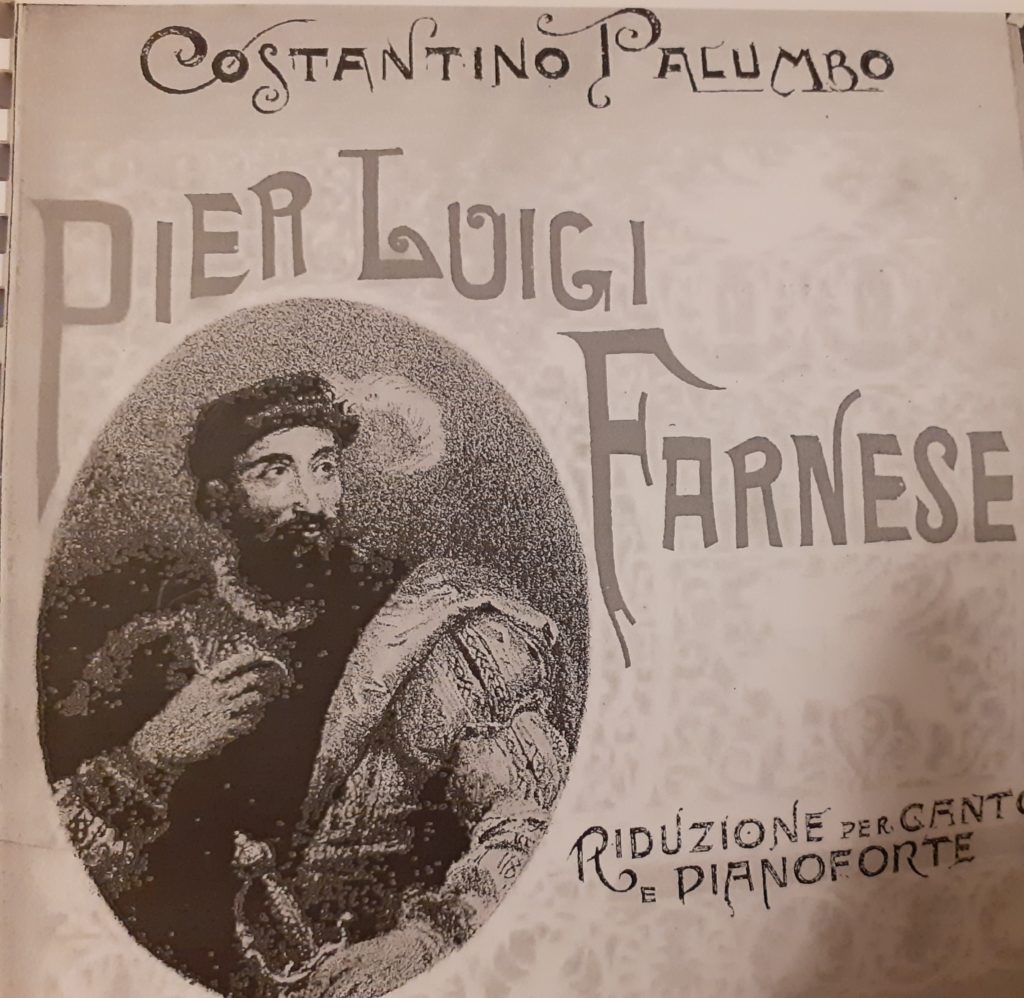 COSTANTINO PALUMBO
PIER LUIGI
FARNESE
RIDUZIONE PER CANTO
E PIANOFORTE